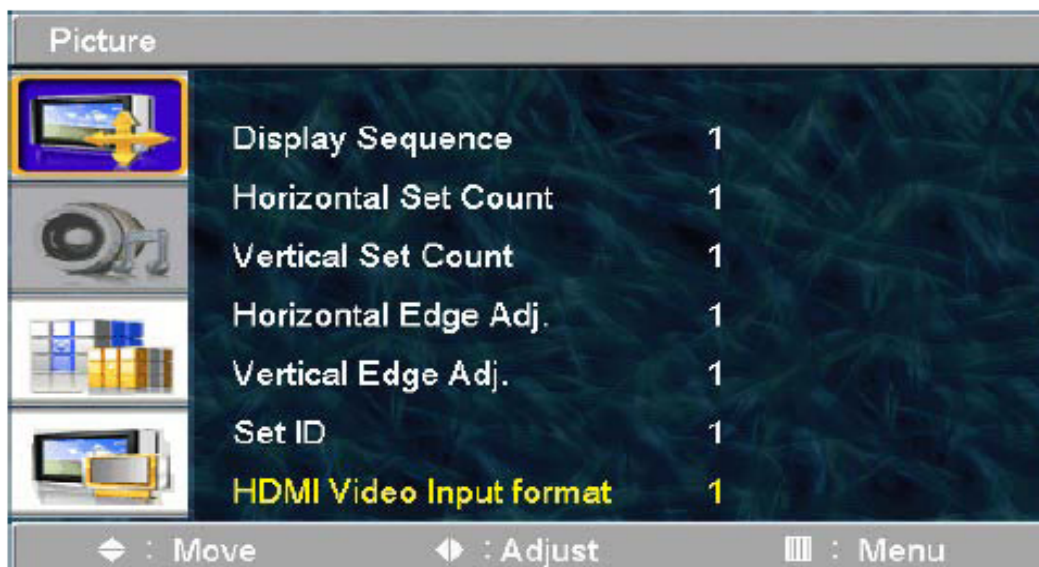 Picture
Display Sequence 1
Horizontal Set Count 1
Vertical Set Count 1
Horizontal Edge Adj. 1
Vertical Edge Adj. 1
Set ID 1
HDMI Video Input format 1
: Move : Adjust : Menu